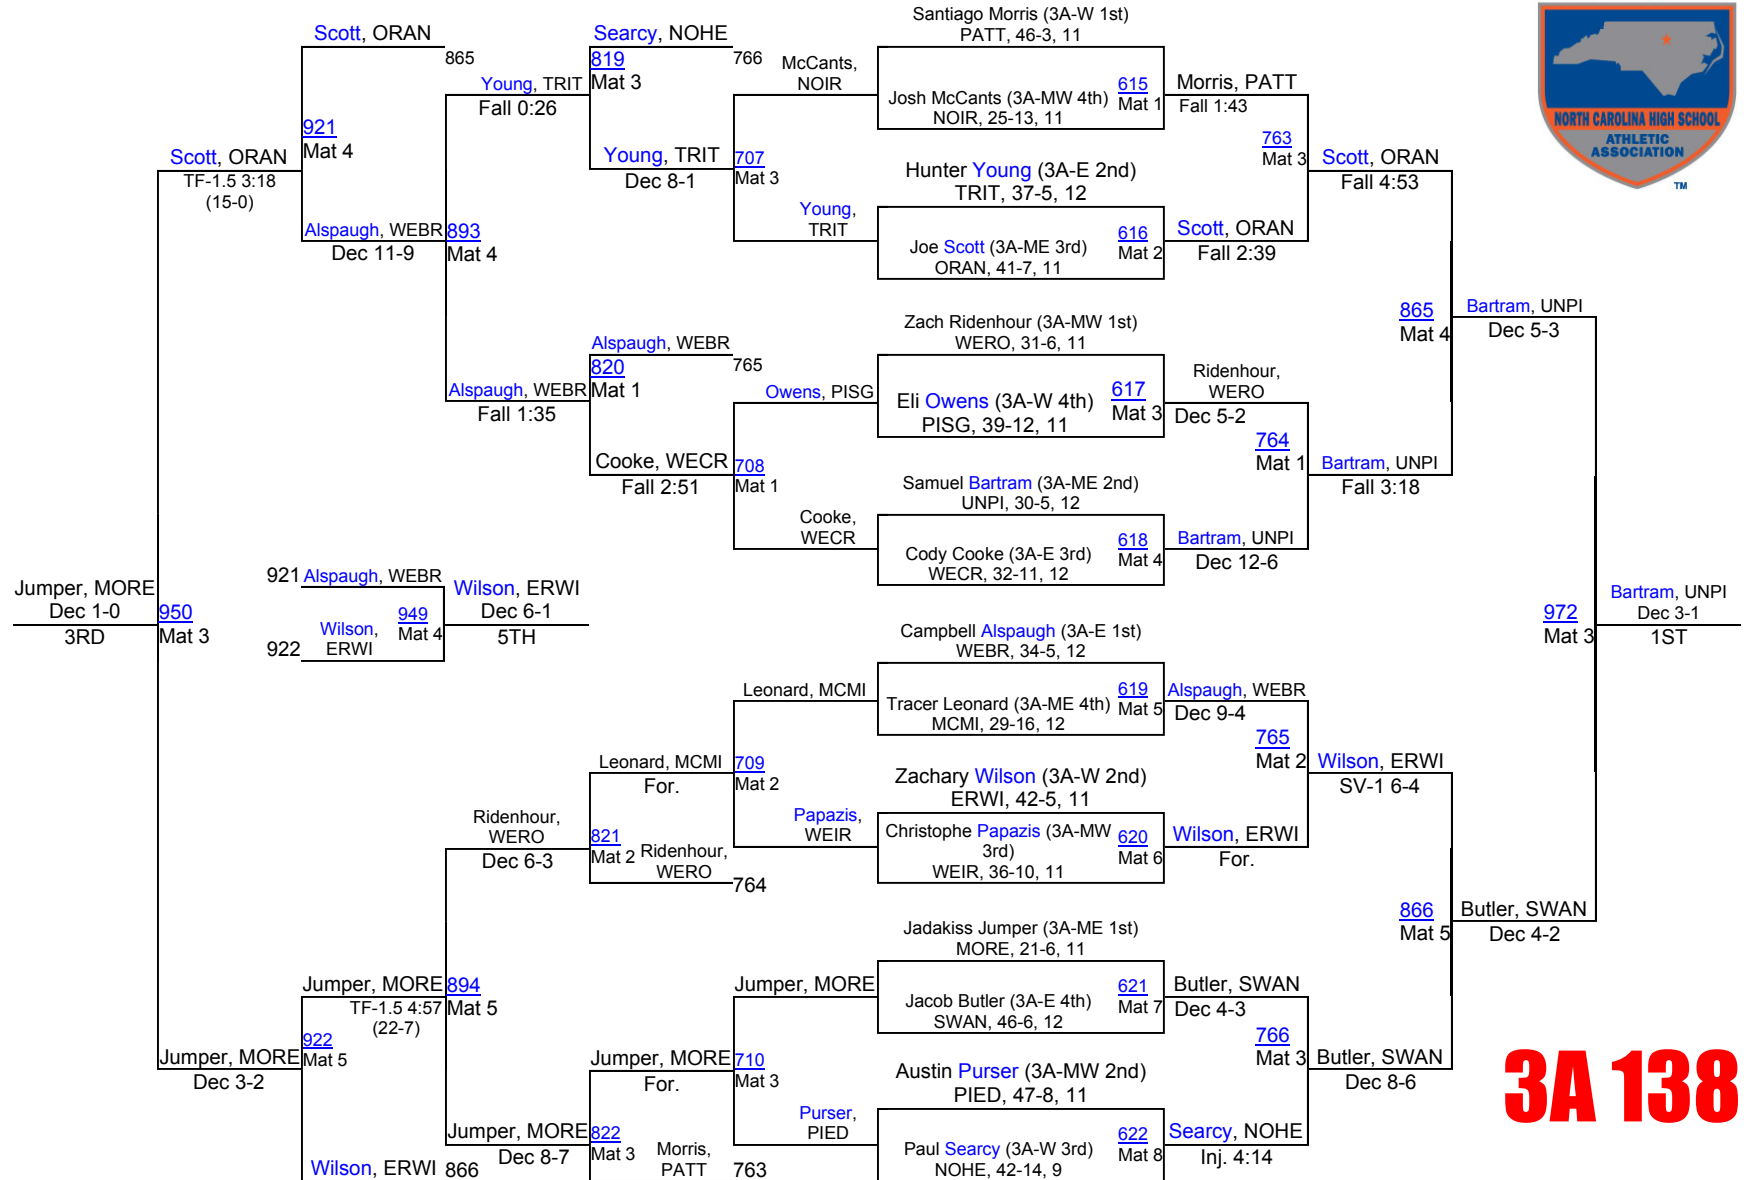 Scott, ORAN
865
921
Mat 4
Scott, ORAN
TF-1.5 3:18
(15-0)
Alspaugh, WEBR
Dec 11-9
893
Mat 4
Young, TRIT
Fall 0:26
Searcy, NOHE
766
819
Mat 3
Young, TRIT
Dec 8-1
707
Mat 3
McCants,
NOIR
Young,
TRIT
Alspaugh, WEBR
Fall 1:35
Alspaugh, WEBR
765
820
Mat 1
Cooke, WECR
Fall 2:51
708
Mat 1
Owens, PISG
Cooke,
WECR
Jumper, MORE
Dec 1-0
3RD
950
Mat 3
921
Alspaugh, WEBR
922
Wilson,
ERWI
949
Mat 4
Wilson, ERWI
Dec 6-1
5TH
Leonard, MCMI
Papazis,
WEIR
709
Mat 2
Leonard, MCMI
For.
821
Mat 2
Ridenhour,
WERO
764
Ridenhour,
WERO
Dec 6-3
Jumper, MORE
TF-1.5 4:57
(22-7)
894
Mat 5
922
Mat 5
Jumper, MORE
Dec 3-2
Wilson, ERWI
866
Jumper, MORE
Dec 8-7
822
Mat 3
Jumper, MORE
For.
710
Mat 3
Jumper, MORE
Purser,
PIED
Morris,
PATT
763
Santiago Morris (3A-W 1st)
PATT, 46-3, 11
Josh McCants (3A-MW 4th)
NOIR, 25-13, 11
615
Mat 1
Hunter Young (3A-E 2nd)
TRIT, 37-5, 12
Joe Scott (3A-ME 3rd)
ORAN, 41-7, 11
616
Mat 2
Zach Ridenhour (3A-MW 1st)
WERO, 31-6, 11
Eli Owens (3A-W 4th)
PISG, 39-12, 11
617
Mat 3
Samuel Bartram (3A-ME 2nd)
UNPI, 30-5, 12
Cody Cooke (3A-E 3rd)
WECR, 32-11, 12
618
Mat 4
Campbell Alspaugh (3A-E 1st)
WEBR, 34-5, 12
Tracer Leonard (3A-ME 4th)
MCMI, 29-16, 12
619
Mat 5
Zachary Wilson (3A-W 2nd)
ERWI, 42-5, 11
Christophe Papazis (3A-MW
3rd)
WEIR, 36-10, 11
620
Mat 6
Jadakiss Jumper (3A-ME 1st)
MORE, 21-6, 11
Jacob Butler (3A-E 4th)
SWAN, 46-6, 12
621
Mat 7
Austin Purser (3A-MW 2nd)
PIED, 47-8, 11
Paul Searcy (3A-W 3rd)
NOHE, 42-14, 9
622
Mat 8
Morris, PATT
Fall 1:43
763
Mat 3
Scott, ORAN
Fall 2:39
Scott, ORAN
Fall 4:53
Ridenhour,
WERO
Dec 5-2
764
Mat 1
Bartram, UNPI
Dec 12-6
Bartram, UNPI
Fall 3:18
865
Mat 4
Bartram, UNPI
Dec 5-3
Alspaugh, WEBR
Dec 9-4
765
Mat 2
Wilson, ERWI
For.
Wilson, ERWI
SV-1 6-4
Butler, SWAN
Dec 4-3
766
Mat 3
Searcy, NOHE
Inj. 4:14
Butler, SWAN
Dec 8-6
866
Mat 5
Butler, SWAN
Dec 4-2
972
Mat 3
Bartram, UNPI
Dec 3-1
1ST
NORTH CAROLINA HIGH SCHOOL
ATHLETIC
ASSOCIATION
TM
3A 138